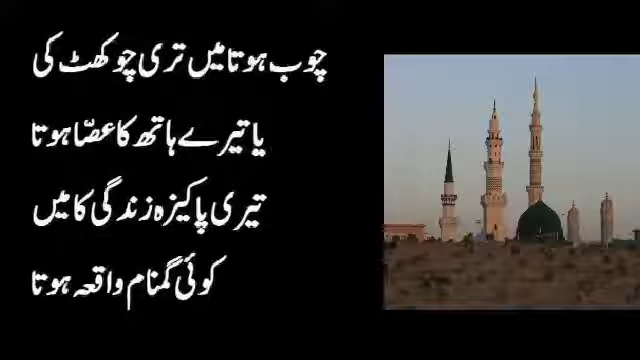 چوب ہوتا میں تری چوکھٹ کی
یا تیرے ہاتھ کا عصّا ہوتا
تیری پاکیزہ زندگی کا میں
کوئی گمنام واقعہ ہوتا